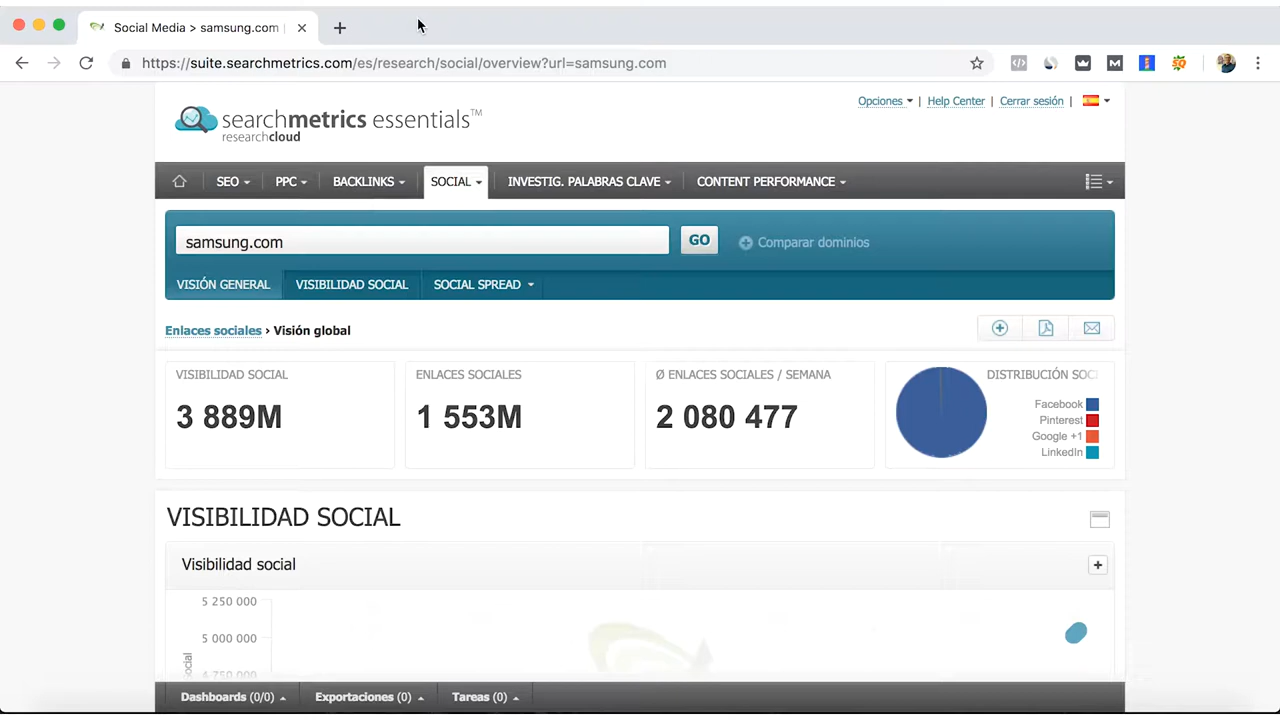 Social Media > samsung.com
https://suite.searchmetrics.com/es/research/social/overview?url=samsung.com
Opciones | Help Center | Cerrar sesión |
searchmetrics essentials™
researchcloud
SEO PPC BACKLINKS SOCIAL INVESTIG. PALABRAS CLAVE CONTENT PERFORMANCE
samsung.com GO Comparar dominios
VISIÓN GENERAL VISIBILIDAD SOCIAL SOCIAL SPREAD
Enlaces sociales › Visión global
VISIBILIDAD SOCIAL
3 889M
ENLACES SOCIALES
1 553M
Ø ENLACES SOCIALES / SEMANA
2 080 477
DISTRIBUCIÓN SOC
Facebook
Pinterest
Google +1
LinkedIn
VISIBILIDAD SOCIAL
Visibilidad social
5 250 000
5 000 000
4 750 000
Social
Dashboards (0/0) Exportaciones (0) Tareas (0)